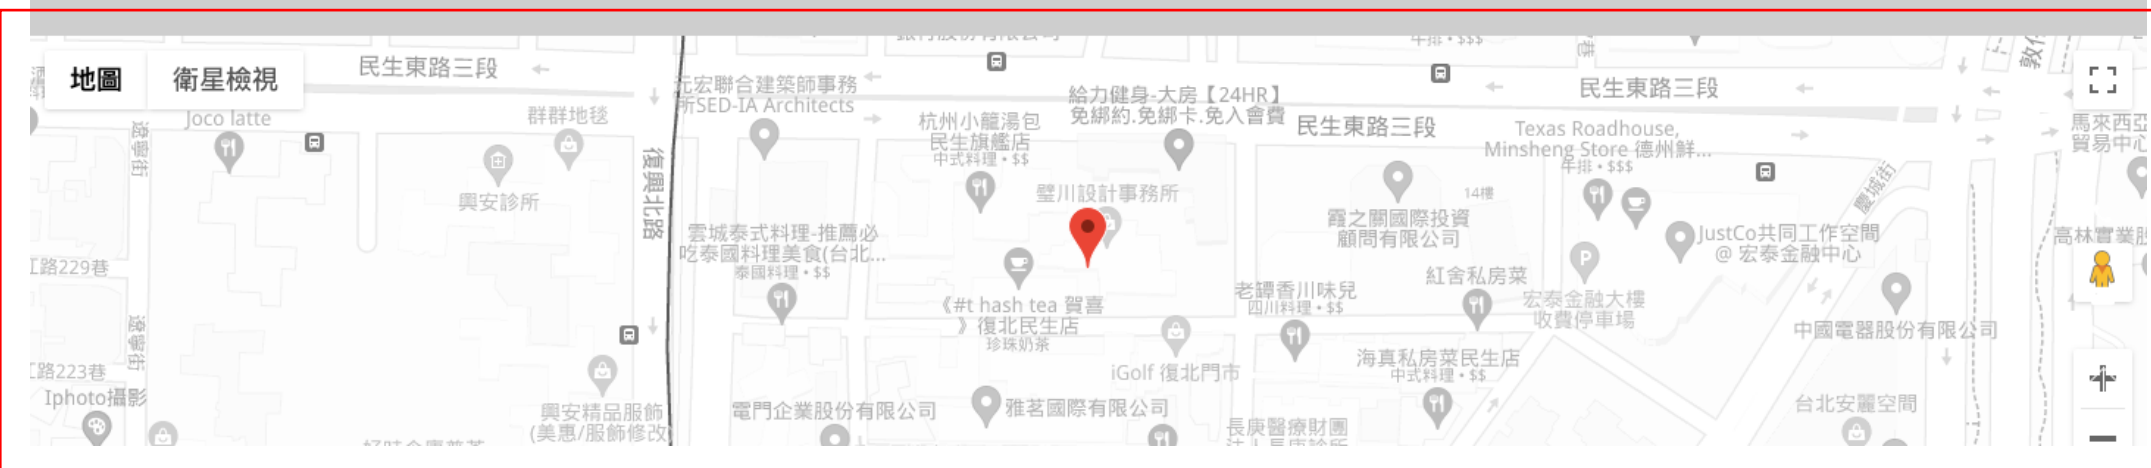 地圖
衛星檢視
民生東路三段
Joco latte
遼寧街
群群地毯
興安診所
復興北路
元宏聯合建築師事務
所SED-IA Architects
杭州小籠湯包
民生旗艦店
中式料理 • $$
給力健身-大房【24HR】
免綁約.免綁卡.免入會費
民生東路三段
牛排 • $$$
民生東路三段
Texas Roadhouse,
Minsheng Store 德州鮮...
牛排 • $$$
慶城街
馬來西亞
貿易中心
璧川設計事務所
14樓
霞之關國際投資
顧問有限公司
雲城泰式料理-推薦必
吃泰國料理美食(台北...
泰國料理 • $$
JustCo共同工作空間
@ 宏泰金融中心
路229巷
紅舍私房菜
老罈香川味兒
四川料理 • $$
《#t hash tea 賀喜
》復北民生店
珍珠奶茶
宏泰金融大樓
收費停車場
中國電器股份有限公司
遼寧街
路223巷
iGolf 復北門市
海真私房菜民生店
中式料理 • $$
Iphoto攝影
興安精品服飾
(美惠/服飾修改
電門企業股份有限公司
雅茗國際有限公司
長庚醫療財團
台北安麗空間